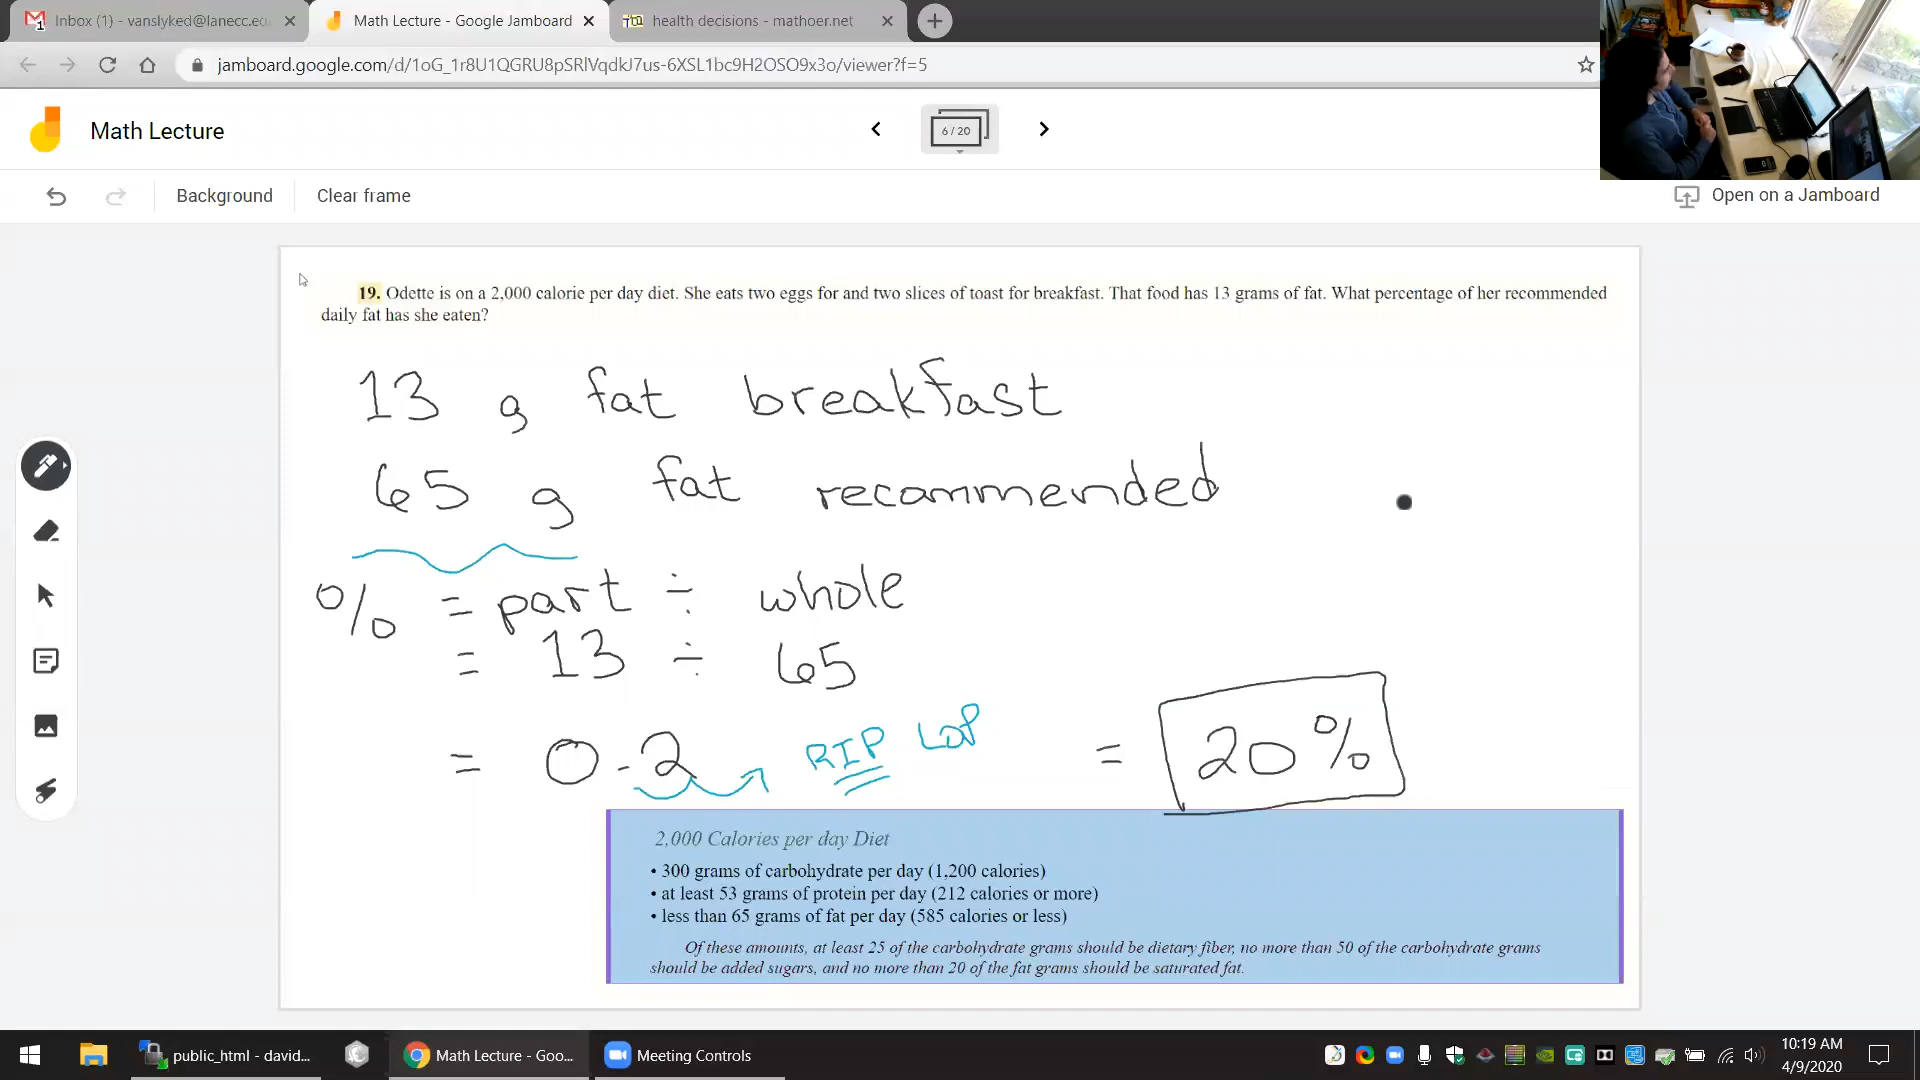 Inbox (1) - vanslyked@lanecc.ed
Math Lecture - Google Jamboard
health decisions - mathoer.net
jamboard.google.com/d/1oG_1r8U1QGRU8pSRlVqdkJ7us-6XSL1bc9H2OSO9x3o/viewer?f=5
Math Lecture
6 / 20
Background
Clear frame
Open on a Jamboard
19. Odette is on a 2,000 calorie per day diet. She eats two eggs for and two slices of toast for breakfast. That food has 13 grams of fat. What percentage of her recommended
daily fat has she eaten?
13 g fat breakfast
65 g fat recommended
% = part ÷ whole
= 13 ÷ 65
= 0.2 RIP LDP = 20%
2,000 Calories per day Diet
• 300 grams of carbohydrate per day (1,200 calories)
• at least 53 grams of protein per day (212 calories or more)
• less than 65 grams of fat per day (585 calories or less)
Of these amounts, at least 25 of the carbohydrate grams should be dietary fiber, no more than 50 of the carbohydrate grams
should be added sugars, and no more than 20 of the fat grams should be saturated fat.
public_html - david...
Math Lecture - Goo...
Meeting Controls
10:19 AM
4/9/2020